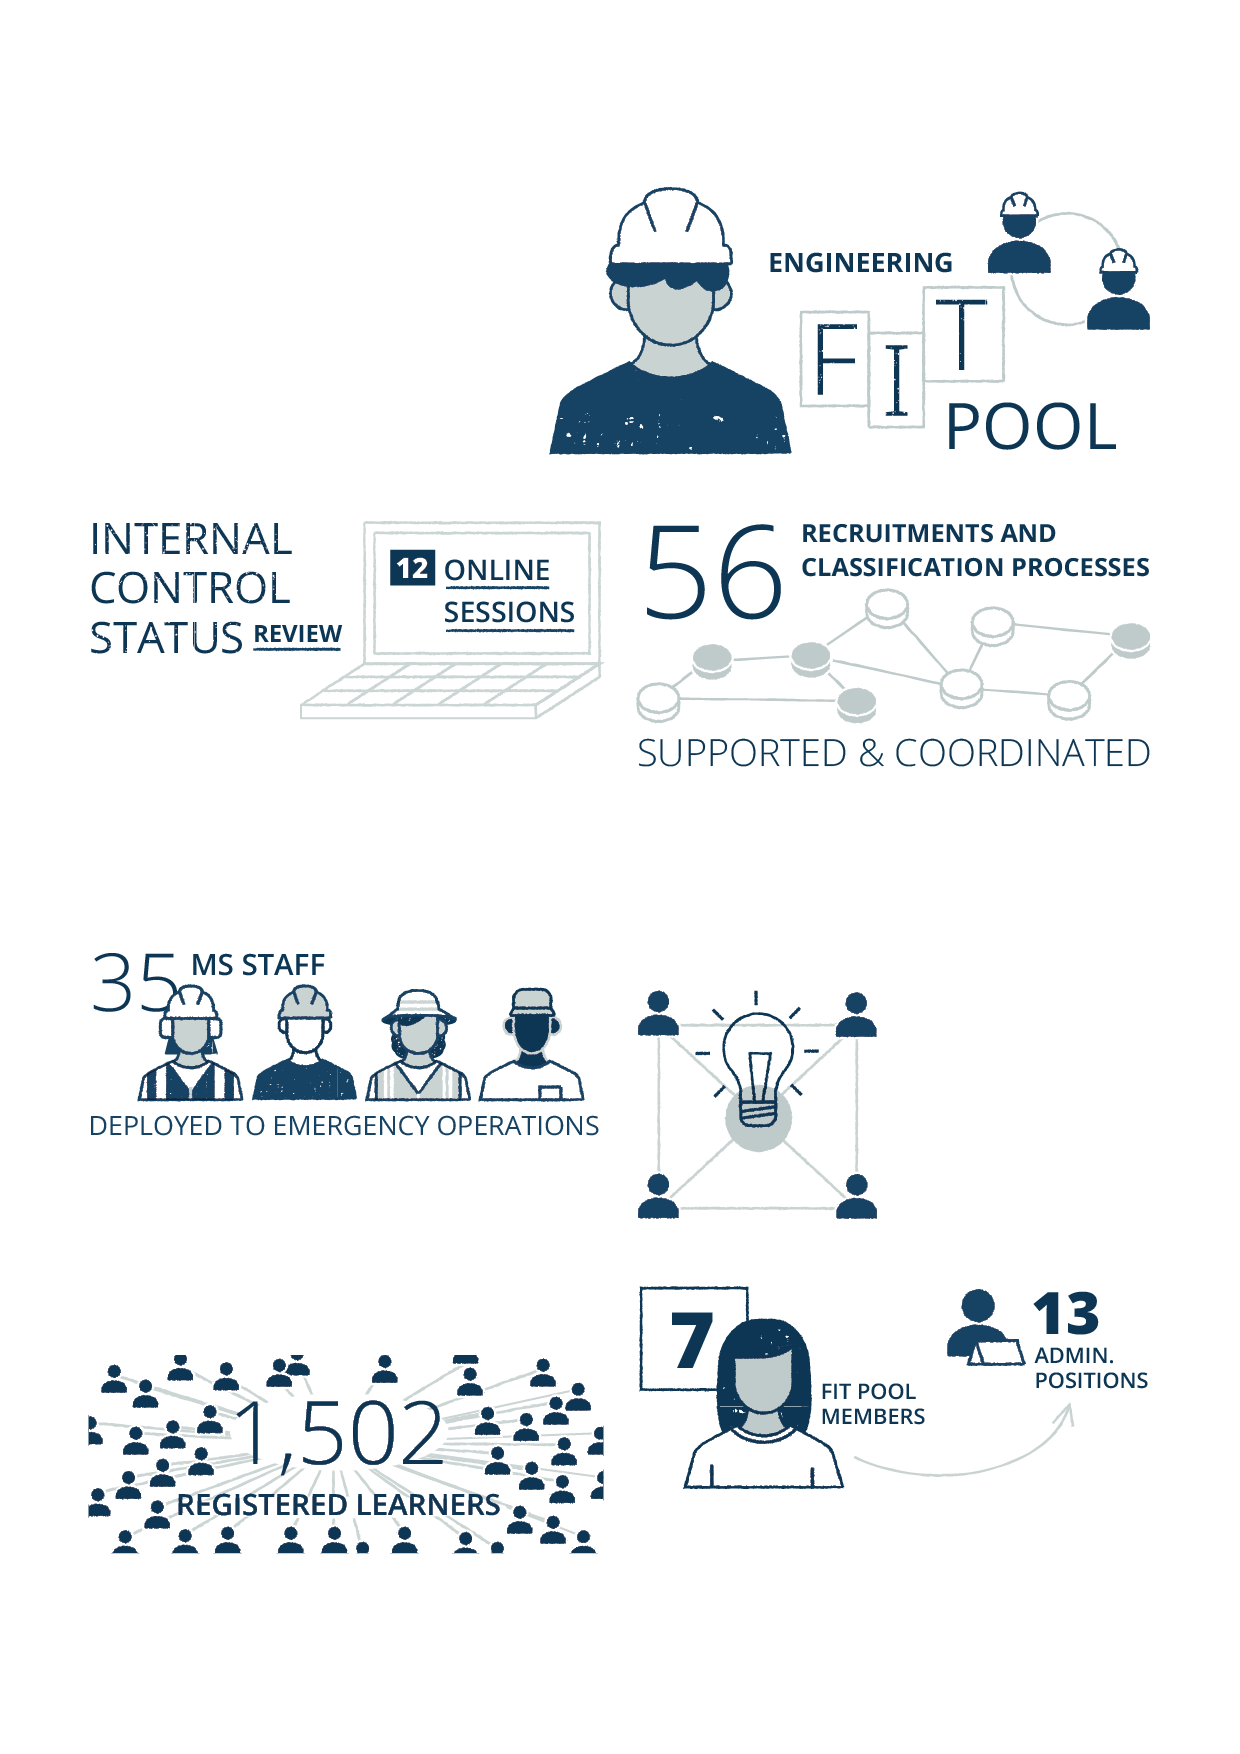 ENGINEERING
FIT
POOL
INTERNAL
CONTROL
STATUS REVIEW
12 ONLINE
SESSIONS
56 RECRUITMENTS AND
CLASSIFICATION PROCESSES
SUPPORTED & COORDINATED
35 MS STAFF
DEPLOYED TO EMERGENCY OPERATIONS
7
FIT POOL
MEMBERS
13
ADMIN.
POSITIONS
1,502
REGISTERED LEARNERS